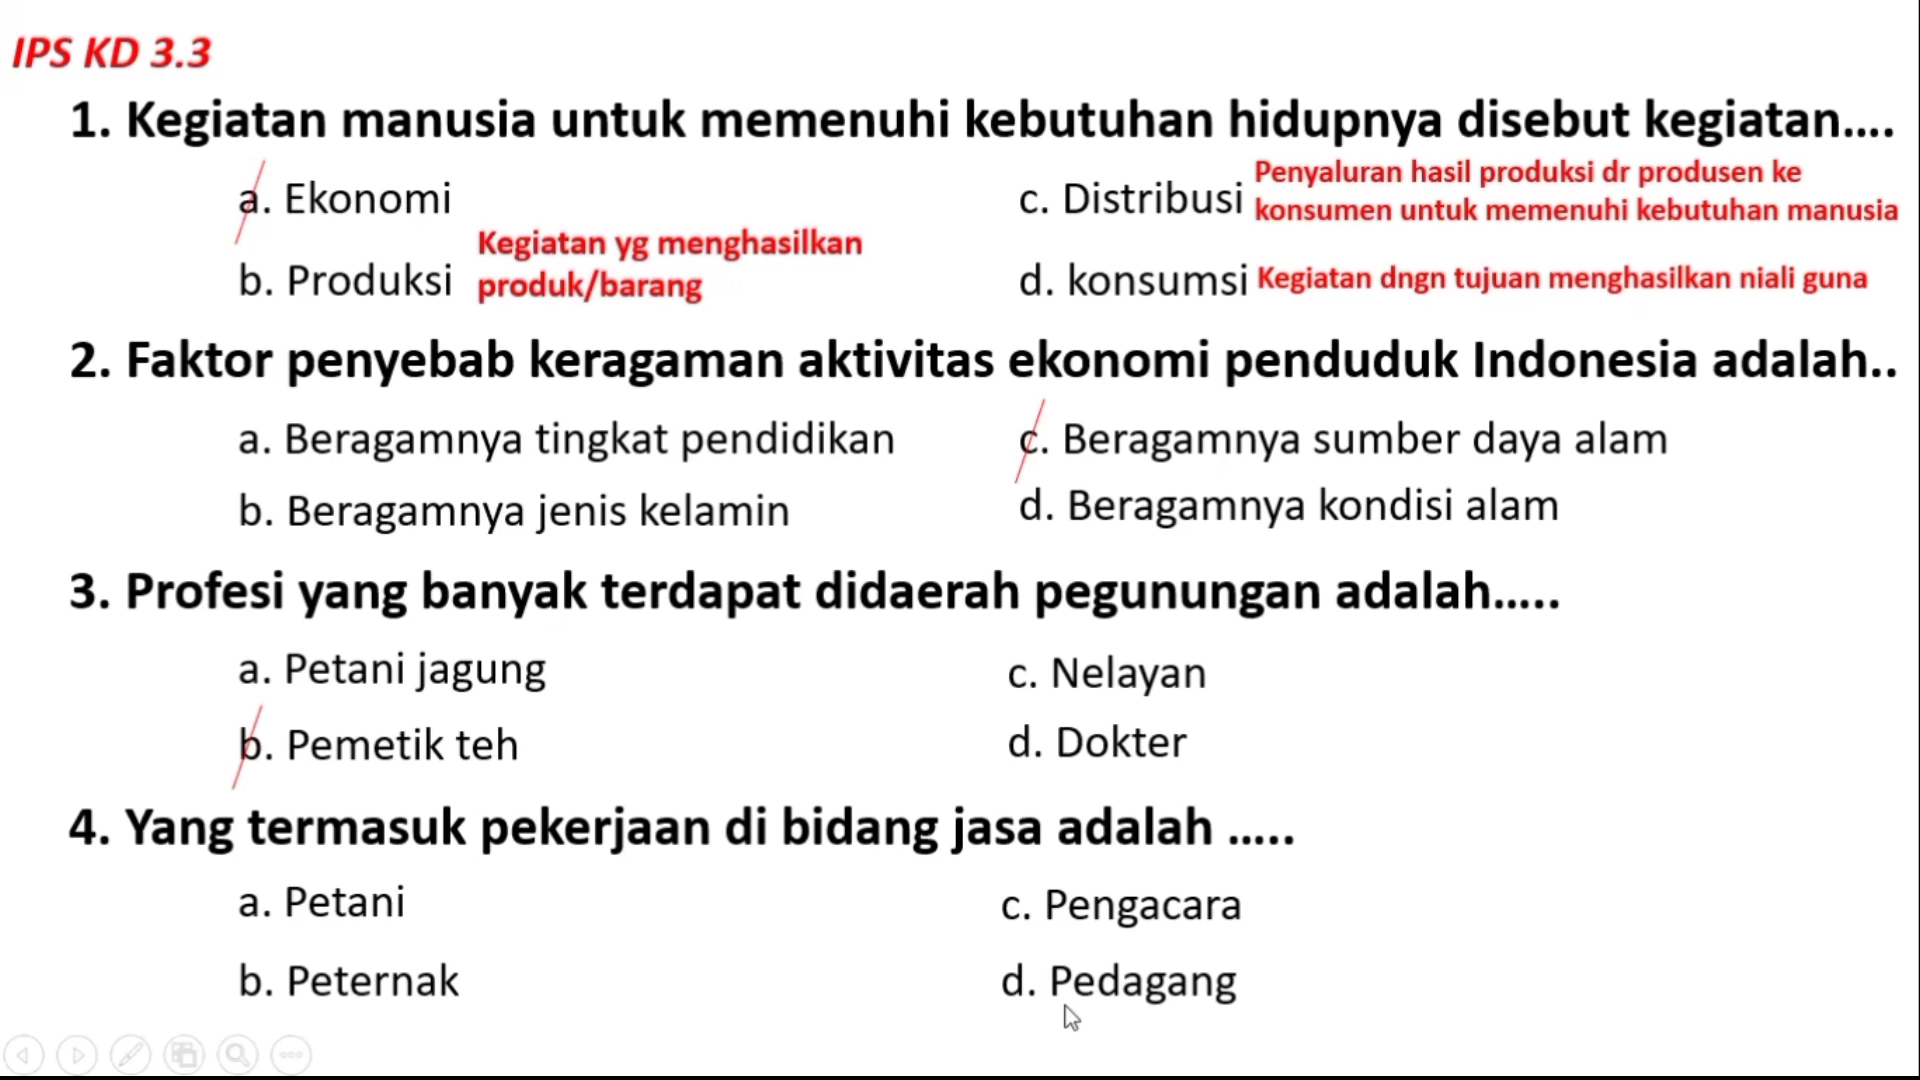 IPS KD 3.3
1. Kegiatan manusia untuk memenuhi kebutuhan hidupnya disebut kegiatan....
a. Ekonomi
b. Produksi
Kegiatan yg menghasilkan
produk/barang
c. Distribusi
Penyaluran hasil produksi dr produsen ke
konsumen untuk memenuhi kebutuhan manusia
d. konsumsi Kegiatan dngn tujuan menghasilkan niali guna
2. Faktor penyebab keragaman aktivitas ekonomi penduduk Indonesia adalah..
a. Beragamnya tingkat pendidikan
b. Beragamnya jenis kelamin
c. Beragamnya sumber daya alam
d. Beragamnya kondisi alam
3. Profesi yang banyak terdapat didaerah pegunungan adalah.....
a. Petani jagung
b. Pemetik teh
c. Nelayan
d. Dokter
4. Yang termasuk pekerjaan di bidang jasa adalah .....
a. Petani
b. Peternak
c. Pengacara
d. Pedagang